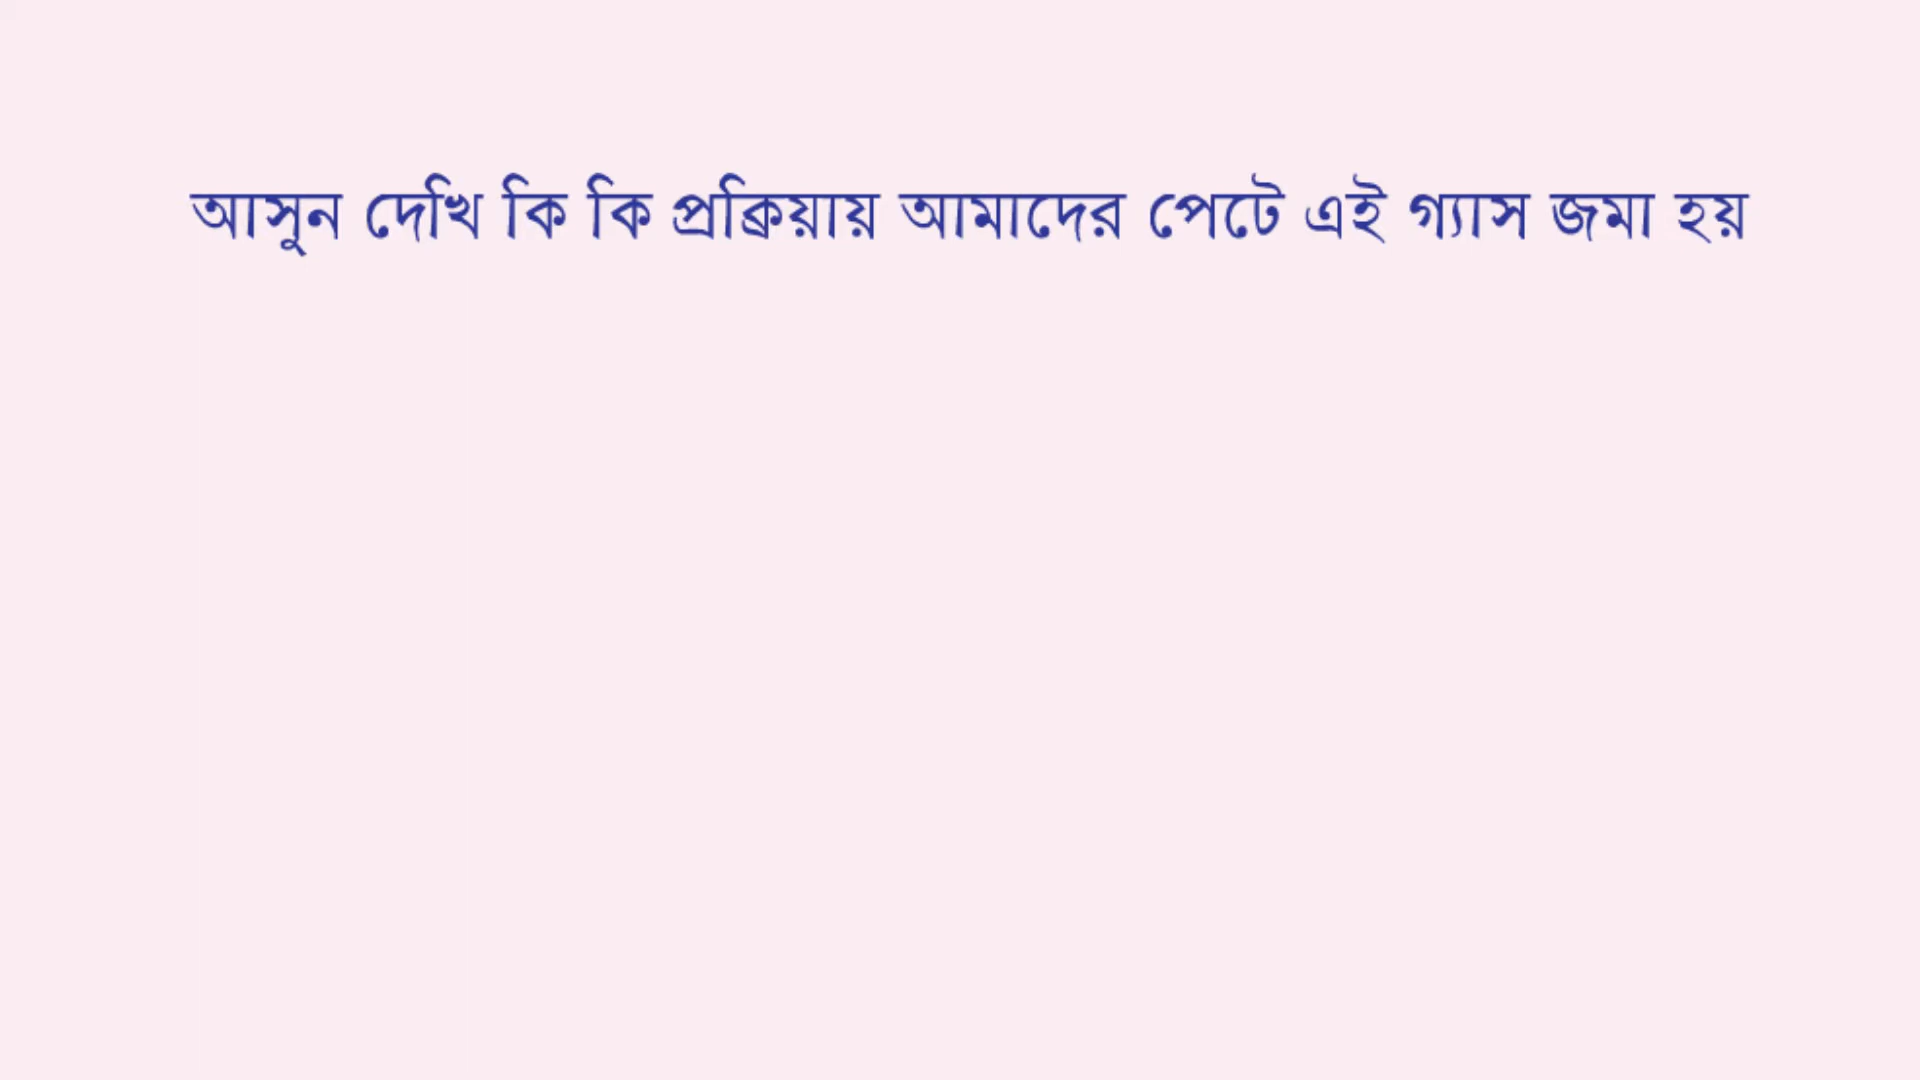 আসুন দেখি কি কি প্রক্রিয়ায় আমাদের পেটে এই গ্যাস জমা হয়